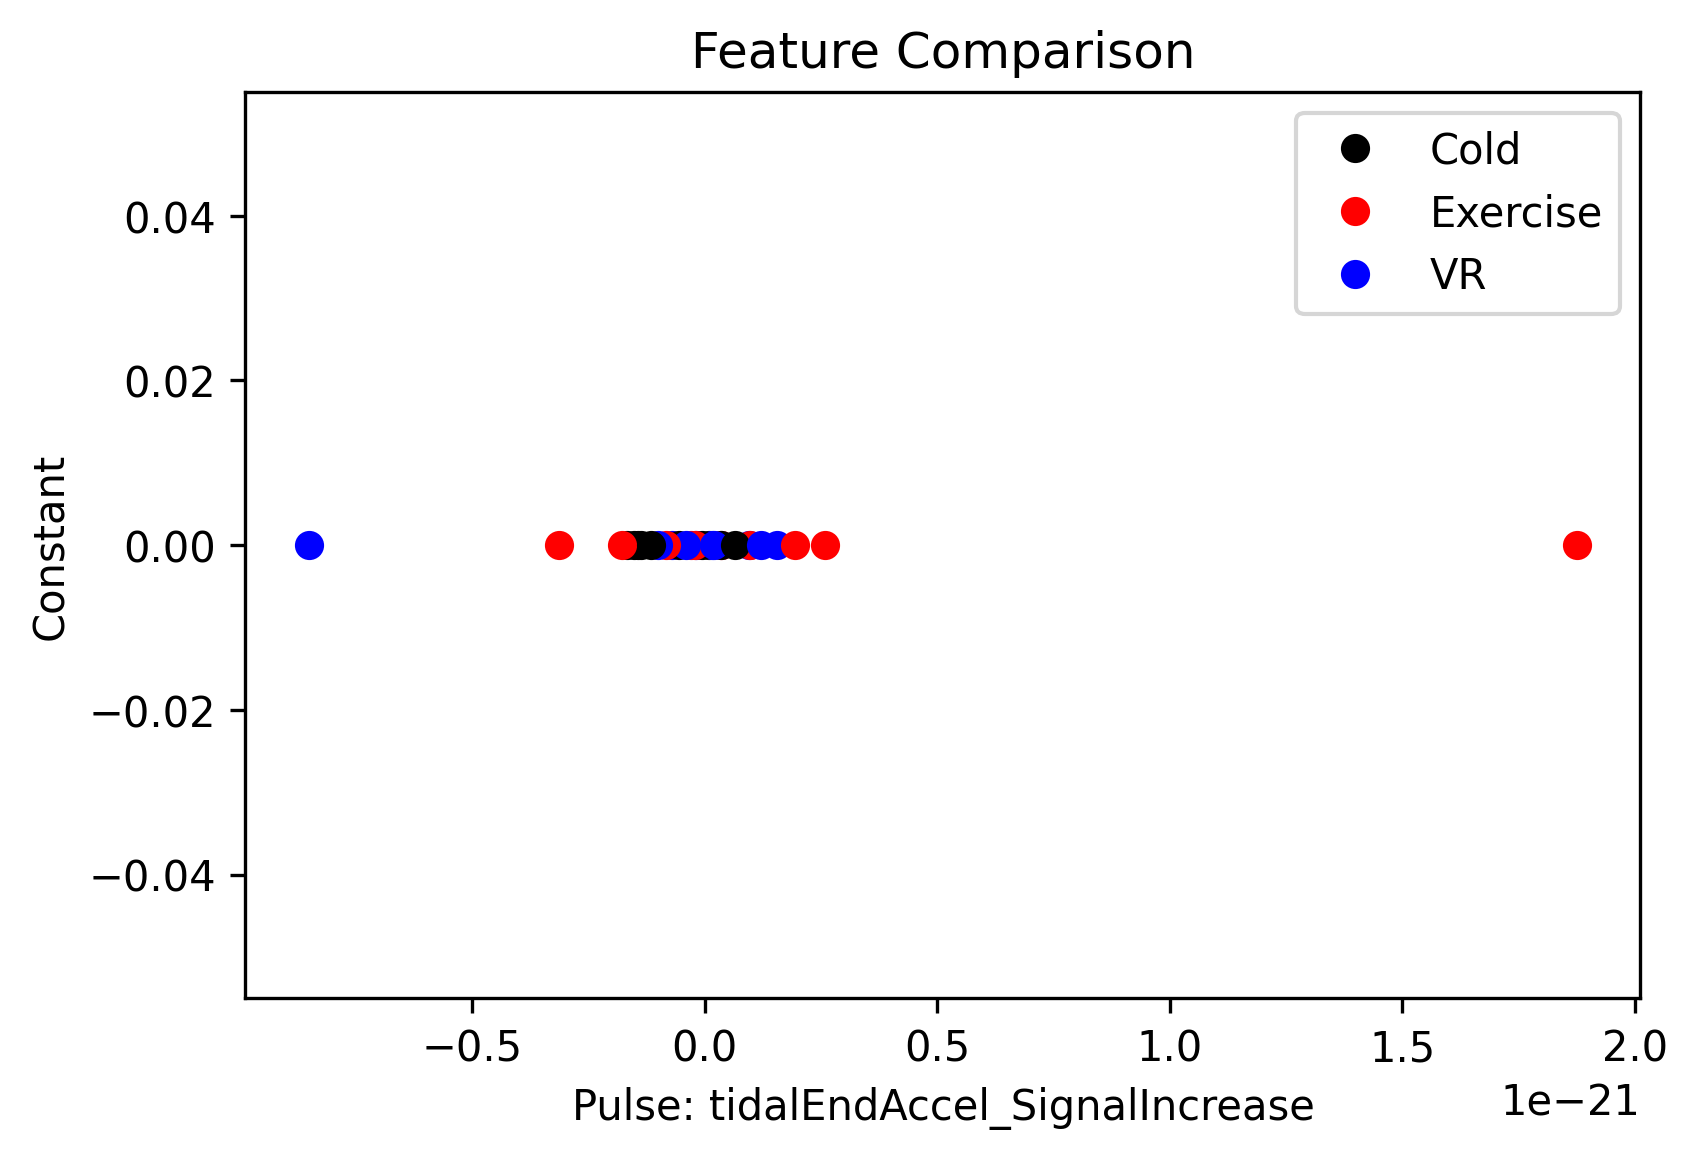 Feature Comparison
Cold
Exercise
VR
Constant
0.04
0.02
0.00
−0.02
−0.04
−0.5 0.0 0.5 1.0 1.5 2.0
1e−21
Pulse: tidalEndAccel_SignalIncrease